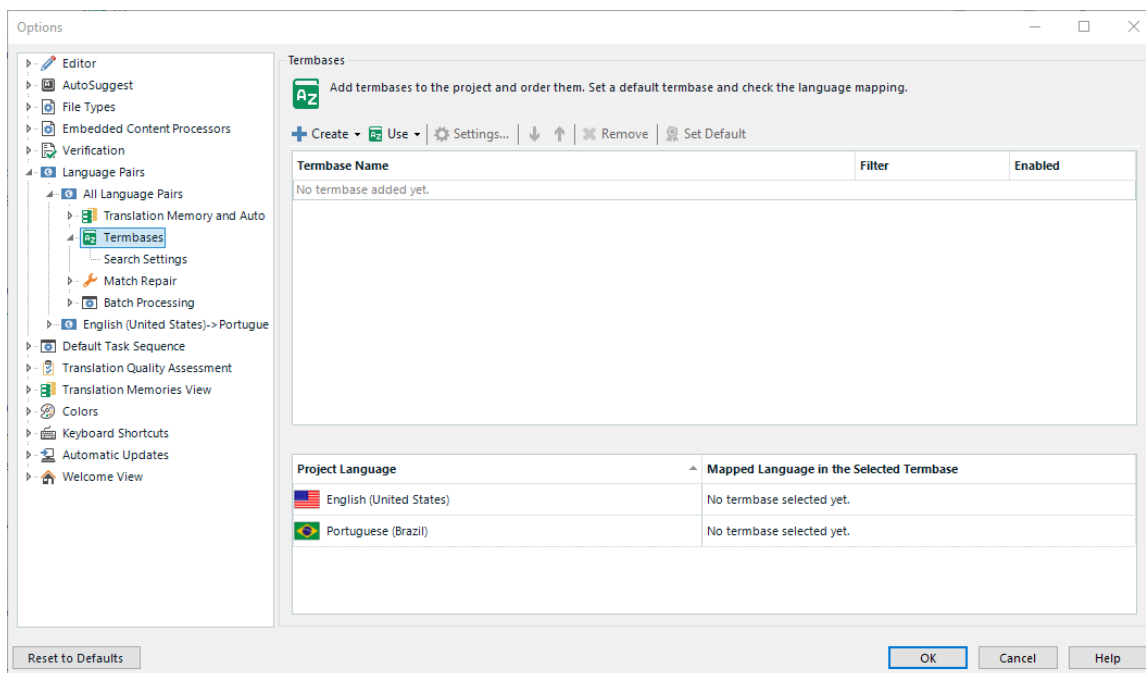 Options
Editor
AutoSuggest
File Types
Embedded Content Processors
Verification
Language Pairs
All Language Pairs
Translation Memory and Auto
Termbases
Search Settings
Match Repair
Batch Processing
English (United States)->Portugue
Default Task Sequence
Translation Quality Assessment
Translation Memories View
Colors
Keyboard Shortcuts
Automatic Updates
Welcome View
Termbases
Add termbases to the project and order them. Set a default termbase and check the language mapping.
Create Use Settings... Remove Set Default
Termbase Name Filter Enabled
No termbase added yet.
Project Language Mapped Language in the Selected Termbase
English (United States) No termbase selected yet.
Portuguese (Brazil) No termbase selected yet.
Reset to Defaults OK Cancel Help